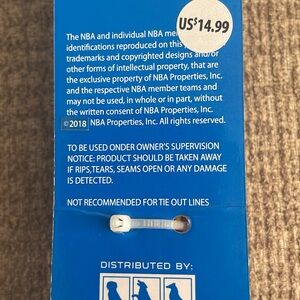 US$14.99
The NBA and individual NBA me
identifications reproduced on this
trademarks and copyrighted designs and/or
other forms of intellectual property, that are
the exclusive property of NBA Properties, Inc.
and the respective NBA member teams and
may not be used, in whole or in part, without
the written consent of NBA Properties, Inc.
©2018 NBA Properties, Inc. All rights reserved.
TO BE USED ONDER OWNER'S SUPERVISION
NOTICE: PRODUCT SHOULD BE TAKEN AWAY
IF RIPS,TEARS, SEAMS OPEN OR ANY DAMAGE
IS DETECTED.
NOT RECOMMENDED FOR TIE OUT LINES
DISTRIBUTED BY: